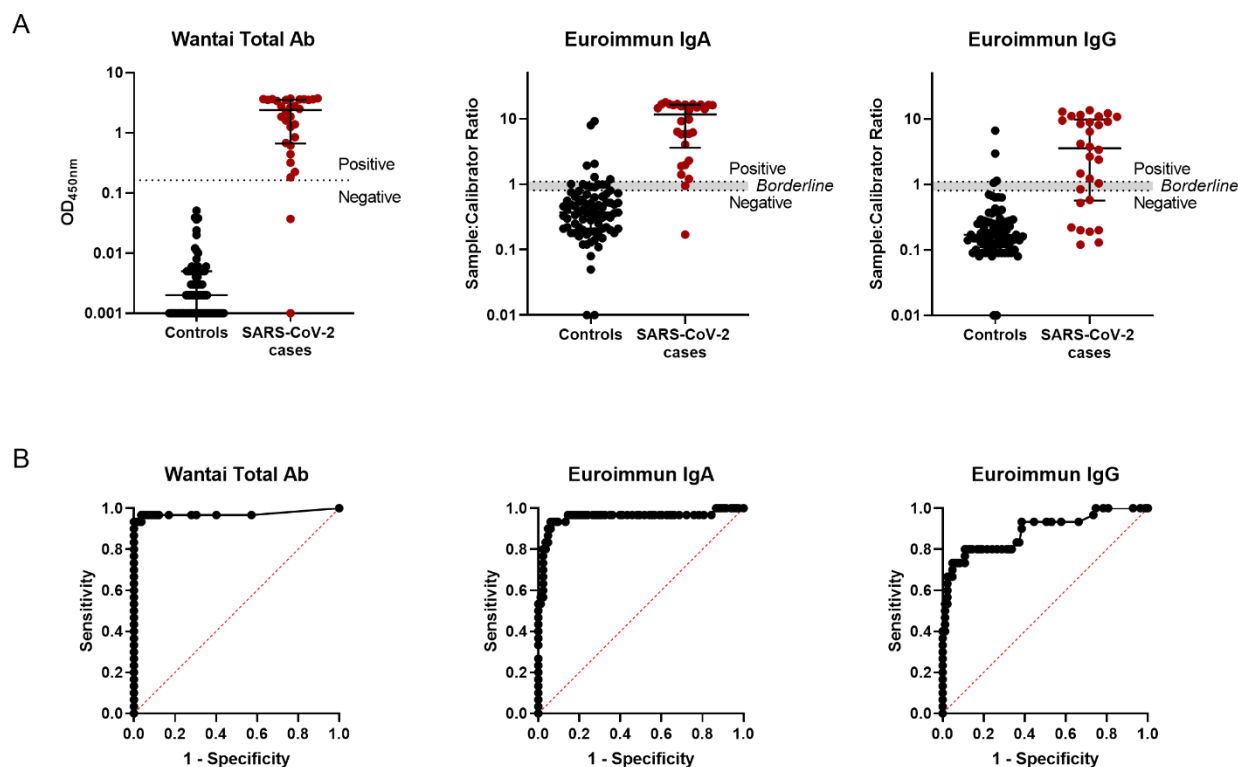 A
Wantai Total Ab
Euroimmun IgA
Euroimmun IgG
OD450nm
10
1
0.1
0.01
0.001
Positive
Negative
Controls
SARS-CoV-2
cases
Sample:Calibrator Ratio
10
1
0.1
0.01
Positive
Borderline
Negative
Controls
SARS-CoV-2
cases
Sample:Calibrator Ratio
10
1
0.1
0.01
Positive
Borderline
Negative
Controls
SARS-CoV-2
cases
B
Wantai Total Ab
Euroimmun IgA
Euroimmun IgG
Sensitivity
1.0
0.8
0.6
0.4
0.2
0.0
0.0 0.2 0.4 0.6 0.8 1.0
1 - Specificity
Sensitivity
1.0
0.8
0.6
0.4
0.2
0.0
0.0 0.2 0.4 0.6 0.8 1.0
1 - Specificity
Sensitivity
1.0
0.8
0.6
0.4
0.2
0.0
0.0 0.2 0.4 0.6 0.8 1.0
1 - Specificity